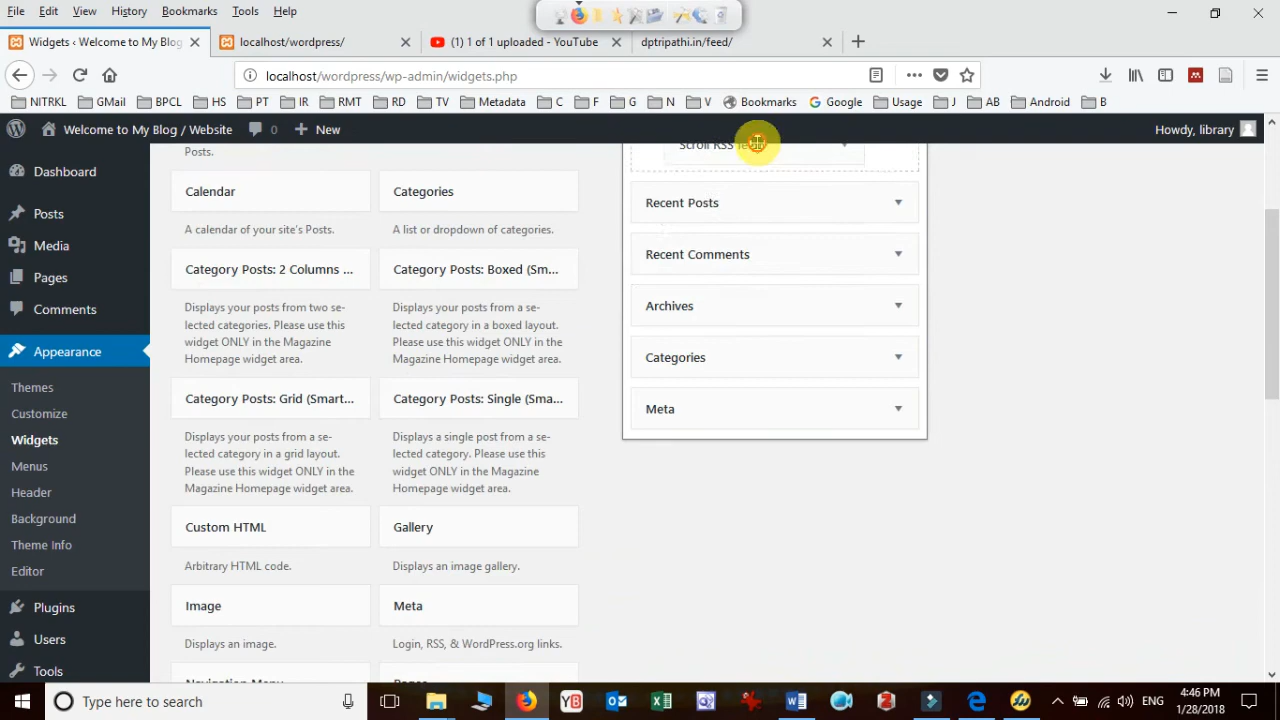 File Edit View History Bookmarks Tools Help
Widgets ‹ Welcome to My Blog
localhost/wordpress/
(1) 1 of 1 uploaded - YouTube
dptripathi.in/feed/
localhost/wordpress/wp-admin/widgets.php
NITRKL GMail BPCL HS PT IR RMT RD TV Metadata C F G N V Bookmarks Google Usage J AB Android B
Welcome to My Blog / Website 0 New
Howdy, library
Dashboard
Posts
Media
Pages
Comments
Appearance
Themes
Customize
Widgets
Menus
Header
Background
Theme Info
Editor
Plugins
Users
Tools
Posts.
Calendar
A calendar of your site's Posts.
Categories
A list or dropdown of categories.
Category Posts: 2 Columns ...
Displays your posts from two se-
lected categories. Please use this
widget ONLY in the Magazine
Homepage widget area.
Category Posts: Boxed (Sm...
Displays your posts from a se-
lected category in a boxed layout.
Please use this widget ONLY in the
Magazine Homepage widget area.
Category Posts: Grid (Smart...
Displays your posts from a se-
lected category in a grid layout.
Please use this widget ONLY in the
Magazine Homepage widget area.
Category Posts: Single (Sma...
Displays a single post from a se-
lected category. Please use this
widget ONLY in the Magazine
Homepage widget area.
Custom HTML
Arbitrary HTML code.
Gallery
Displays an image gallery.
Image
Displays an image.
Meta
Login, RSS, & WordPress.org links.
Navigation Menu
Pages
Scroll RSS
Recent Posts
Recent Comments
Archives
Categories
Meta
Type here to search
ENG
4:46 PM
1/28/2018